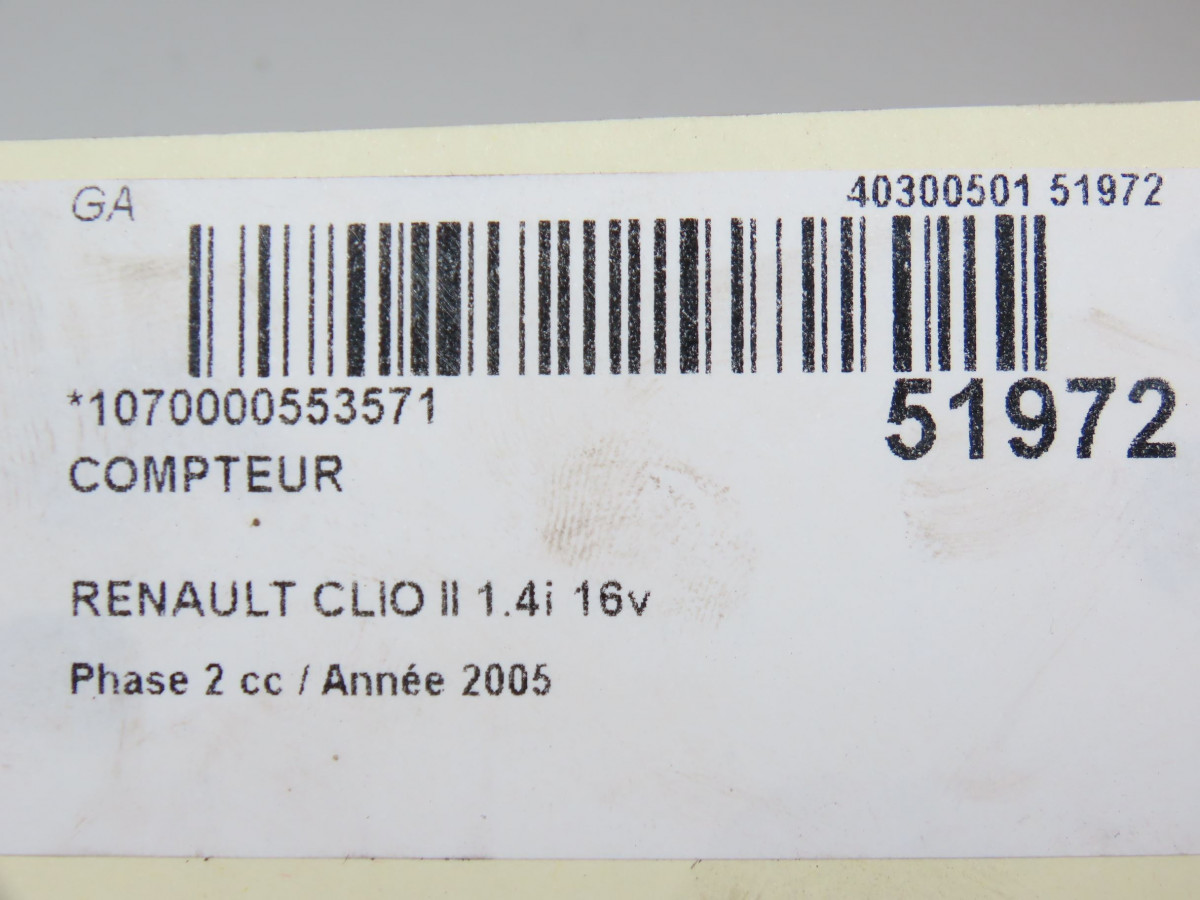 GA
40300501 51972
*1070000553571
51972
COMPTEUR
RENAULT CLIO II 1.4i 16v
Phase 2 cc / Année 2005